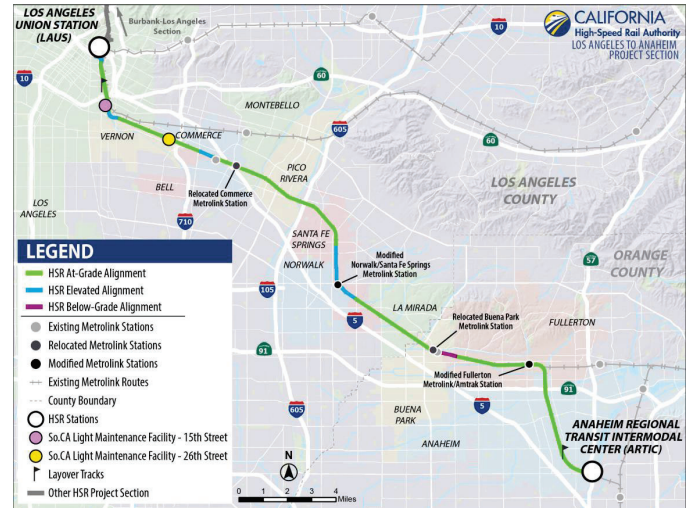 LOS ANGELES
UNION STATION
(LAUS)
Burbank-Los Angeles
Section
CALIFORNIA
High-Speed Rail Authority
LOS ANGELES TO ANAHEIM
PROJECT SECTION
10
5
60
10
MONTEBELLO
605
60
VERNON
COMMERCE
PICO
RIVERA
BELL
Relocated Commerce
Metrolink Station
LOS
ANGELES
710
LOS ANGELES
COUNTY
SANTA FE
SPRINGS
NORWALK
Modified
Norwalk/Santa Fe Springs
Metrolink Station
57
ORANGE
COUNTY
105
5
LA MIRADA
Relocated Buena Park
Metrolink Station
FULLERTON
91
Modified Fullerton
Metrolink/Amtrak Station
91
605
BUENA
PARK
5
ANAHEIM
ANAHEIM REGIONAL
TRANSIT INTERMODAL
CENTER (ARTIC)
LEGEND
HSR At-Grade Alignment
HSR Elevated Alignment
HSR Below-Grade Alignment
Existing Metrolink Stations
Relocated Metrolink Stations
Modified Metrolink Stations
Existing Metrolink Routes
County Boundary
HSR Stations
So.CA Light Maintenance Facility - 15th Street
So.CA Light Maintenance Facility - 26th Street
Layover Tracks
Other HSR Project Section
N
0 1 2 3 4
Miles